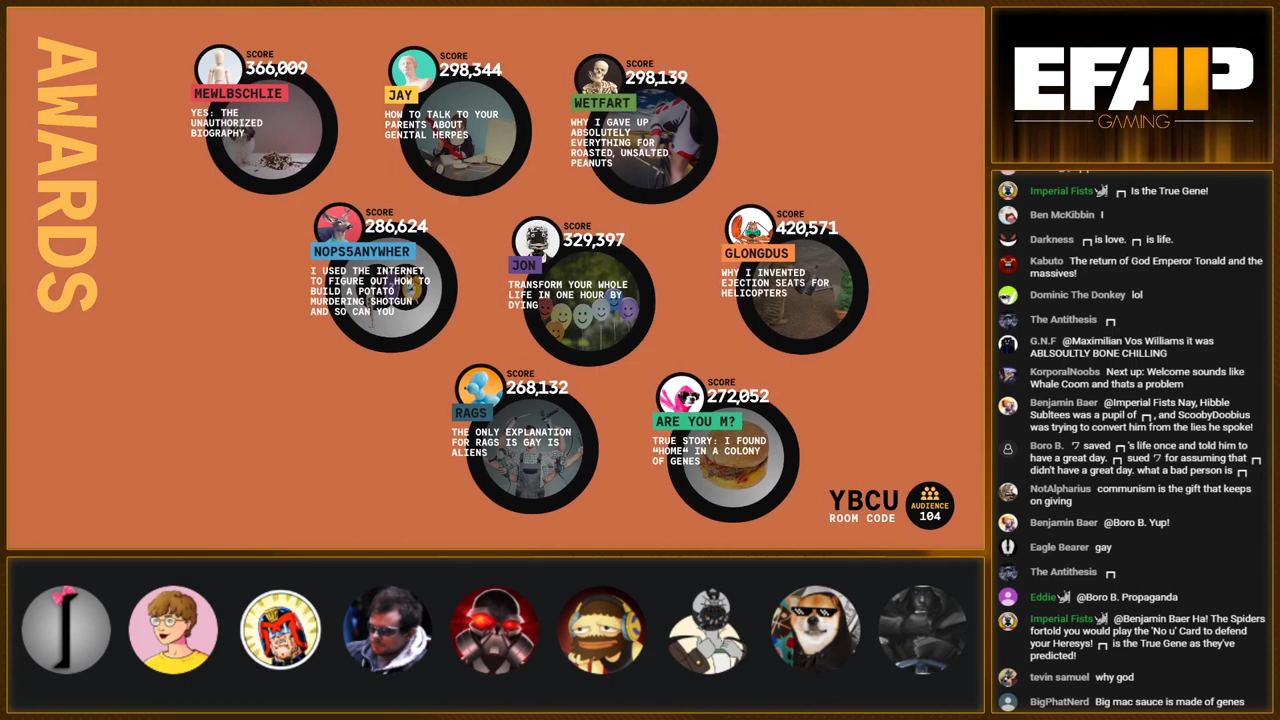 AWARDS
SCORE
366,009
MEWLBSCHLIE
YES: THE
UNAUTHORIZED
BIOGRAPHY
SCORE
298,344
JAY
HOW TO TALK TO YOUR
PARENTS ABOUT
GENITAL HERPES
SCORE
298,139
WETFART
WHY I GAVE UP
ABSOLUTELY
EVERYTHING FOR
ROASTED, UNSALTED
PEANUTS
SCORE
286,624
NOPS5ANYWHER
I USED THE INTERNET
TO FIGURE OUT HOW TO
BUILD A POTATO
MURDERING SHOTGUN
AND SO CAN YOU
SCORE
329,397
JON
TRANSFORM YOUR WHOLE
LIFE IN ONE HOUR BY
DYING
SCORE
420,571
GLONGDUS
WHY I INVENTED
EJECTION SEATS FOR
HELICOPTERS
SCORE
268,132
RAGS
THE ONLY EXPLANATION
FOR RAGS IS GAY IS
ALIENS
SCORE
272,052
ARE YOU M?
TRUE STORY: I FOUND
“HOME“ IN A COLONY
OF GENES
YBCU
ROOM CODE
AUDIENCE
104
EFAP
GAMING
Imperial Fists ┌┐ Is the True Gene!
Ben McKibbin I
Darkness ┌┐ is love. ┌┐ is life.
Kabuto The return of God Emperor Tonald and the
massives!
Dominic The Donkey lol
The Antithesis ┌┐
G.N.F @Maximilian Vos Williams it was
ABLSOULTLY BONE CHILLING
KorporalNoobs Next up: Welcome sounds like
Whale Coom and thats a problem
Benjamin Baer @Imperial Fists Nay, Hibble
Subltees was a pupil of ┌┐, and ScoobyDoobius
was trying to convert him from the lies he spoke!
Boro B. ワ saved ┌┐'s life once and told him to
have a great day. ┌┐ sued ワ for assuming that ┌┐
didn't have a great day. what a bad person is ┌┐
NotAlpharius communism is the gift that keeps
on giving
Benjamin Baer @Boro B. Yup!
Eagle Bearer gay
The Antithesis ┌┐
Eddie @Boro B. Propaganda
Imperial Fists @Benjamin Baer Ha! The Spiders
fortold you would play the 'No u' Card to defend
your Heresys! ┌┐ is the True Gene as they've
predicted!
tevin samuel why god
BigPhatNerd Big mac sauce is made of genes